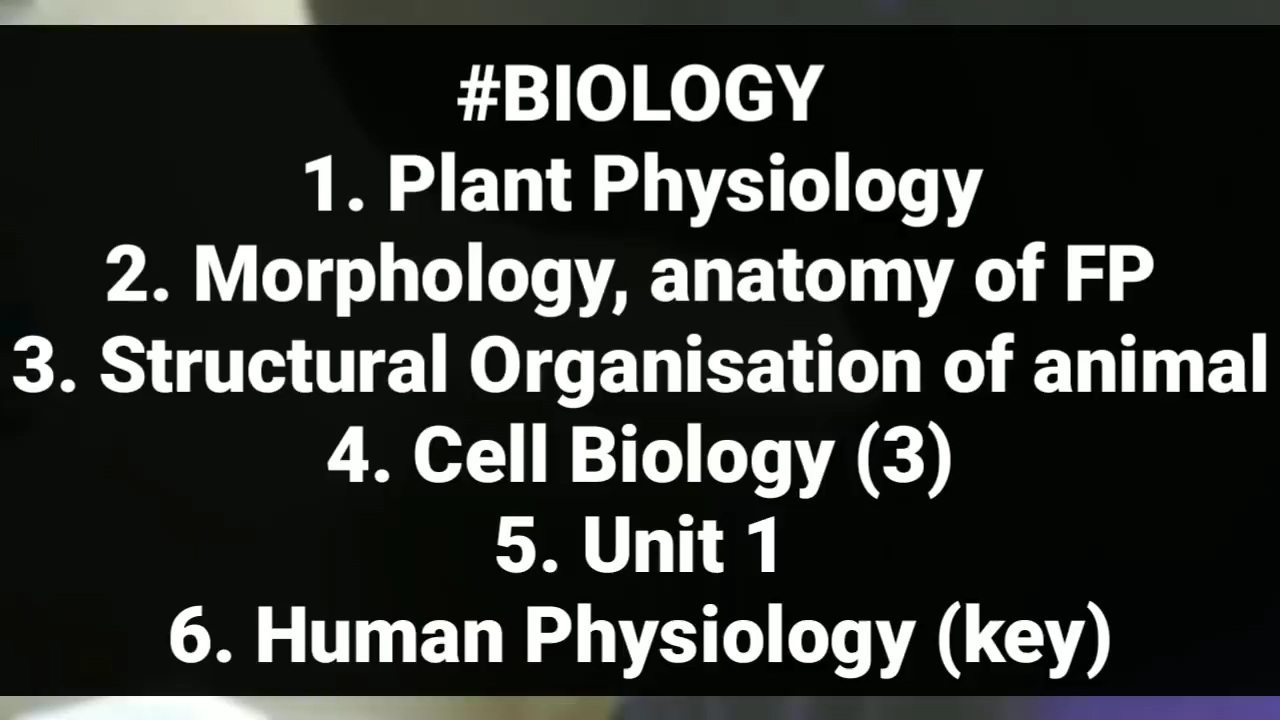 #BIOLOGY
1. Plant Physiology
2. Morphology, anatomy of FP
3. Structural Organisation of animal
4. Cell Biology (3)
5. Unit 1
6. Human Physiology (key)